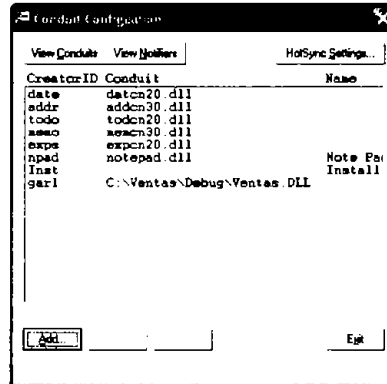 Conduit Configuration
View Conduits View Notifiers HotSync Settings...
CreatorID Conduit Name
date datcn20.dll
addr addcn30.dll
todo todcn20.dll
memo memcn30.dll
exps expcn20.dll
npad notepad.dll Note Pa
Inst Install
garl C:\Ventas\Debug\Ventas.DLL
Add... Exit